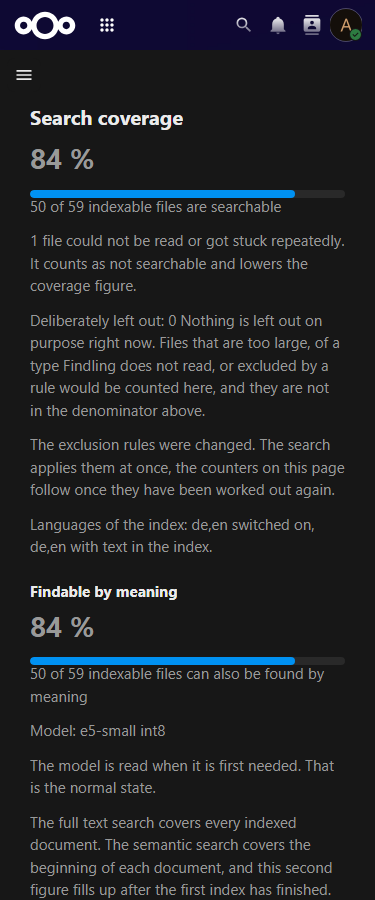 A
Search coverage
84 %
50 of 59 indexable files are searchable
1 file could not be read or got stuck repeatedly.
It counts as not searchable and lowers the
coverage figure.
Deliberately left out: 0 Nothing is left out on
purpose right now. Files that are too large, of a
type Findling does not read, or excluded by a
rule would be counted here, and they are not
in the denominator above.
The exclusion rules were changed. The search
applies them at once, the counters on this page
follow once they have been worked out again.
Languages of the index: de,en switched on,
de,en with text in the index.
Findable by meaning
84 %
50 of 59 indexable files can also be found by
meaning
Model: e5-small int8
The model is read when it is first needed. That
is the normal state.
The full text search covers every indexed
document. The semantic search covers the
beginning of each document, and this second
figure fills up after the first index has finished.